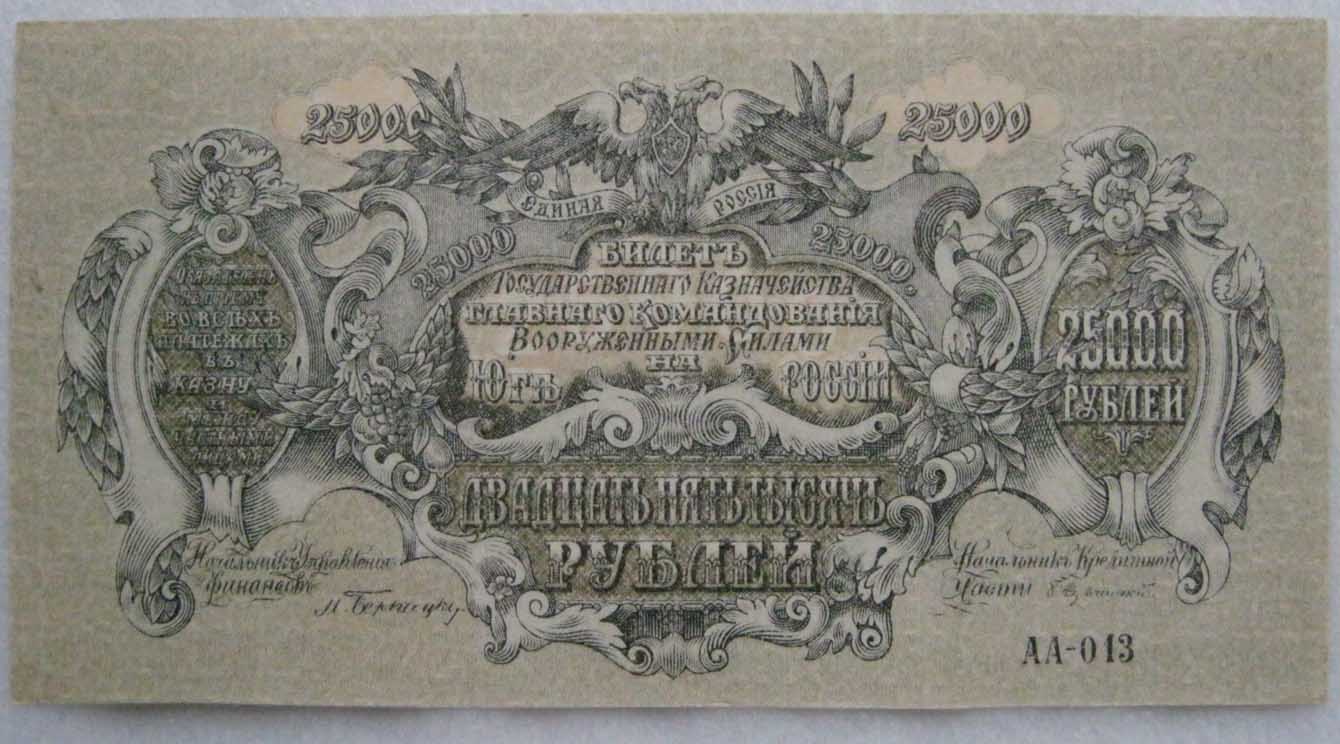 25000
25000
ЕДИНАЯ РОССІЯ
25000
25000
БИЛЕТЪ
ГОСУДАРСТВЕННАГО КАЗНАЧЕЙСТВА
ГЛАВНАГО КОМАНДОВАНІЯ
ВООРУЖЕННЫМИ СИЛАМИ
НА
ЮГѢ РОССІИ
ОБЯЗАТЕЛЕНЪ
КЪ ПРІЕМУ
ВО ВСѢХЪ
ПЛАТЕЖАХЪ
ВЪ
КАЗНУ
25000
РУБЛЕЙ
ДВАДЦАТЬ ПЯТЬ ТЫСЯЧЪ
РУБЛЕЙ
Начальникъ Управленія
Финансовъ
Начальникъ Кредитной
Части
АА-013